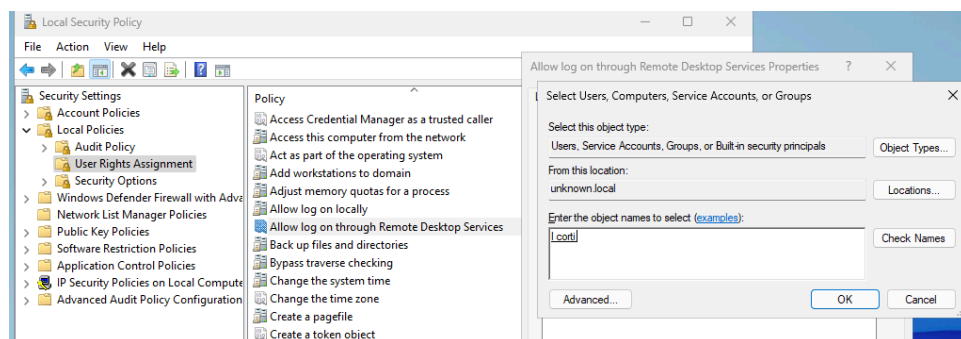 Local Security Policy
File Action View Help
Security Settings
Account Policies
Local Policies
Audit Policy
User Rights Assignment
Security Options
Windows Defender Firewall with Adva
Network List Manager Policies
Public Key Policies
Software Restriction Policies
Application Control Policies
IP Security Policies on Local Compute
Advanced Audit Policy Configuration
Policy
Access Credential Manager as a trusted caller
Access this computer from the network
Act as part of the operating system
Add workstations to domain
Adjust memory quotas for a process
Allow log on locally
Allow log on through Remote Desktop Services
Back up files and directories
Bypass traverse checking
Change the system time
Change the time zone
Create a pagefile
Create a token object
Allow log on through Remote Desktop Services Properties ?
Select Users, Computers, Service Accounts, or Groups
Select this object type:
Users, Service Accounts, Groups, or Built-in security principals
Object Types...
From this location:
unknown.local
Locations...
Enter the object names to select (examples):
corti
Check Names
Advanced...
OK
Cancel